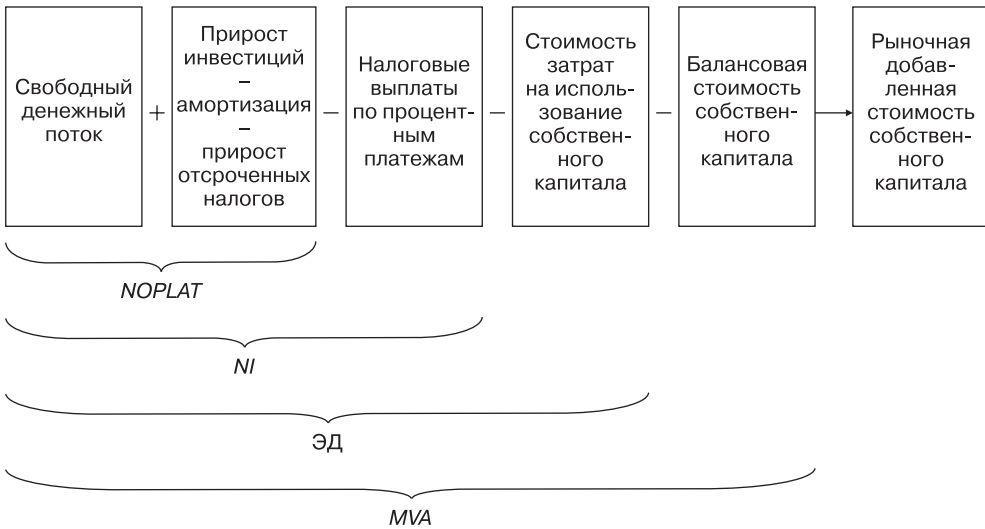 Свободный
денежный
поток
+
Прирост
инвестиций
–
амортизация
–
прирост
отсроченных
налогов
–
Налоговые
выплаты
по процент-
ным
платежам
–
Стоимость
затрат
на исполь-
зование
собствен-
ного
капитала
–
Балансовая
стоимость
собствен-
ного
капитала
Рыночная
добав-
ленная
стоимость
собствен-
ного
капитала
NOPLAT
NI
ЭД
MVA